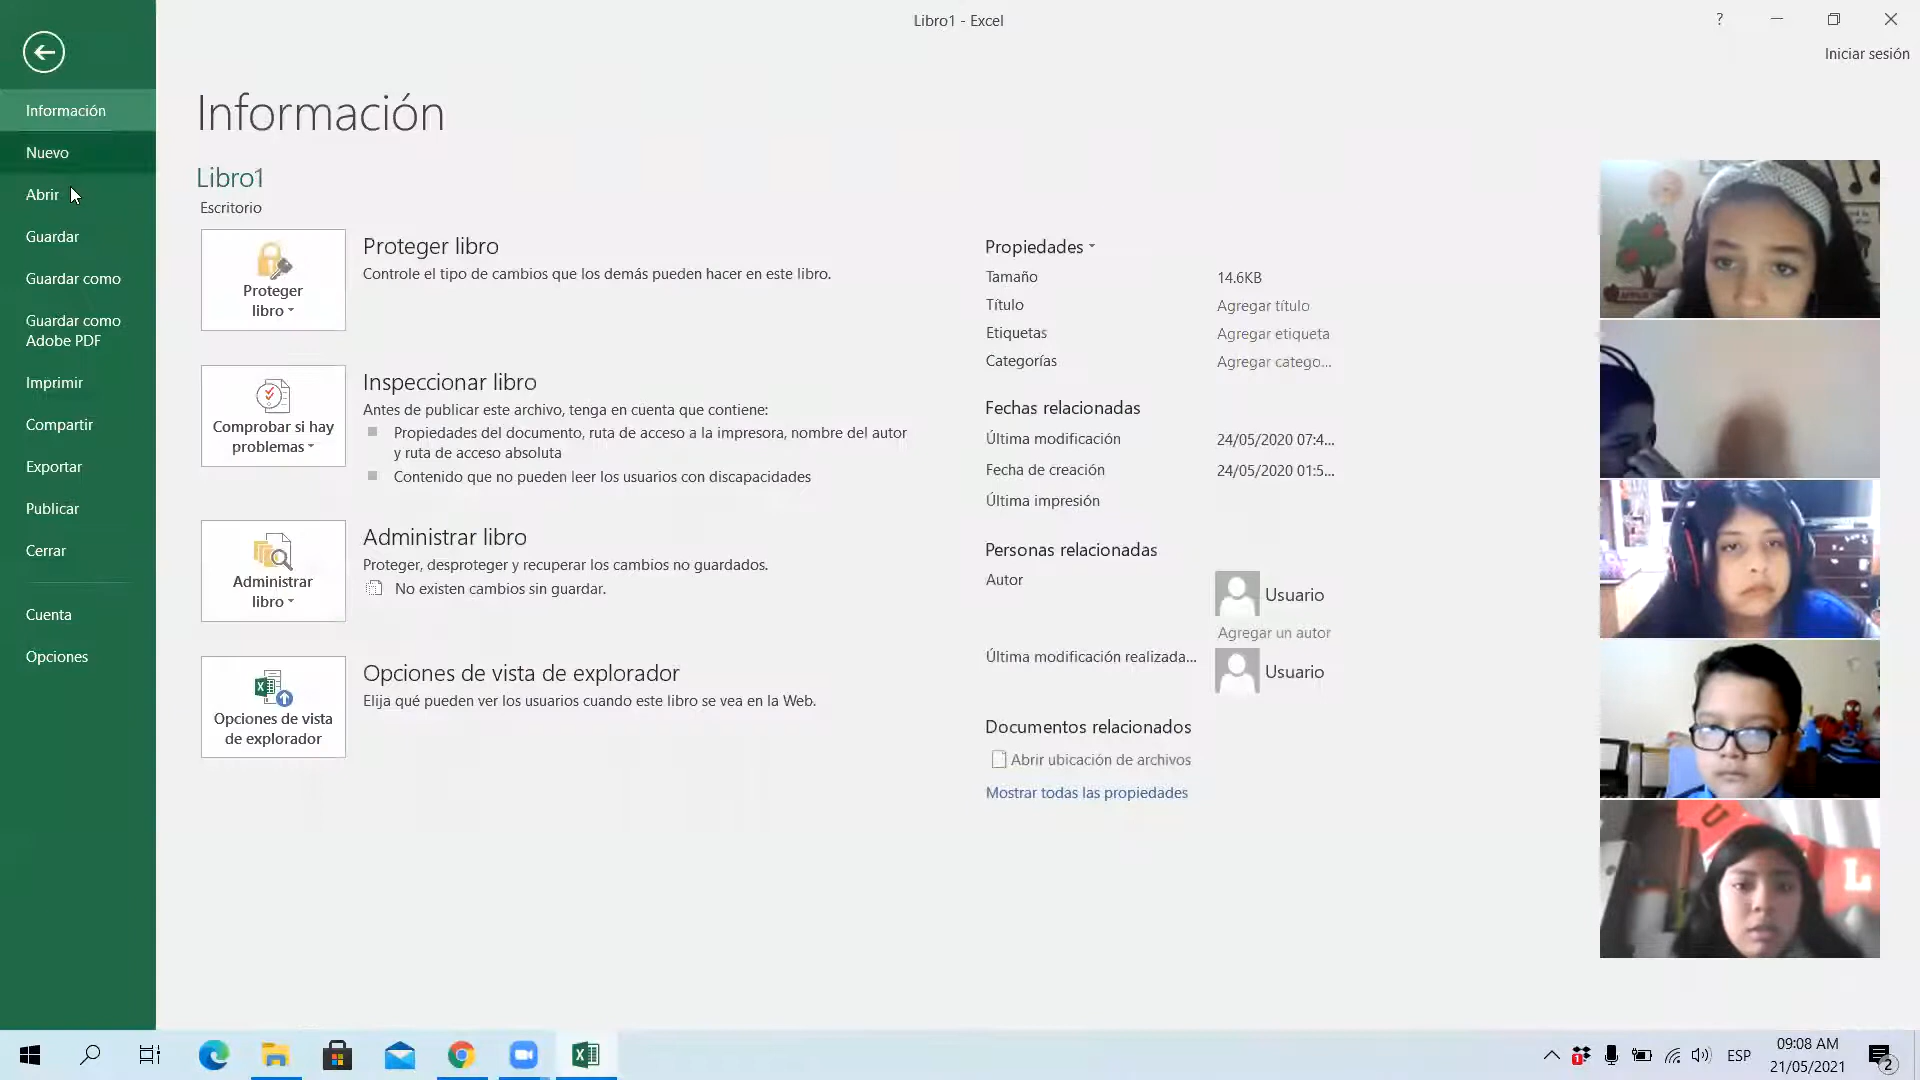 Libro1 - Excel
?
Iniciar sesión
Información
Nuevo
Abrir
Guardar
Guardar como
Guardar como
Adobe PDF
Imprimir
Compartir
Exportar
Publicar
Cerrar
Cuenta
Opciones
Información
Libro1
Escritorio
Proteger
libro
Proteger libro
Controle el tipo de cambios que los demás pueden hacer en este libro.
Comprobar si hay
problemas
Inspeccionar libro
Antes de publicar este archivo, tenga en cuenta que contiene:
Propiedades del documento, ruta de acceso a la impresora, nombre del autor
y ruta de acceso absoluta
Contenido que no pueden leer los usuarios con discapacidades
Administrar
libro
Administrar libro
Proteger, desproteger y recuperar los cambios no guardados.
No existen cambios sin guardar.
Opciones de vista
de explorador
Opciones de vista de explorador
Elija qué pueden ver los usuarios cuando este libro se vea en la Web.
Propiedades
Tamaño 14.6KB
Título Agregar título
Etiquetas Agregar etiqueta
Categorías Agregar catego...
Fechas relacionadas
Última modificación 24/05/2020 07:4...
Fecha de creación 24/05/2020 01:5...
Última impresión
Personas relacionadas
Autor
Usuario
Agregar un autor
Última modificación realizada...
Usuario
Documentos relacionados
Abrir ubicación de archivos
Mostrar todas las propiedades
U
L
1
ESP
09:08 AM
21/05/2021
2